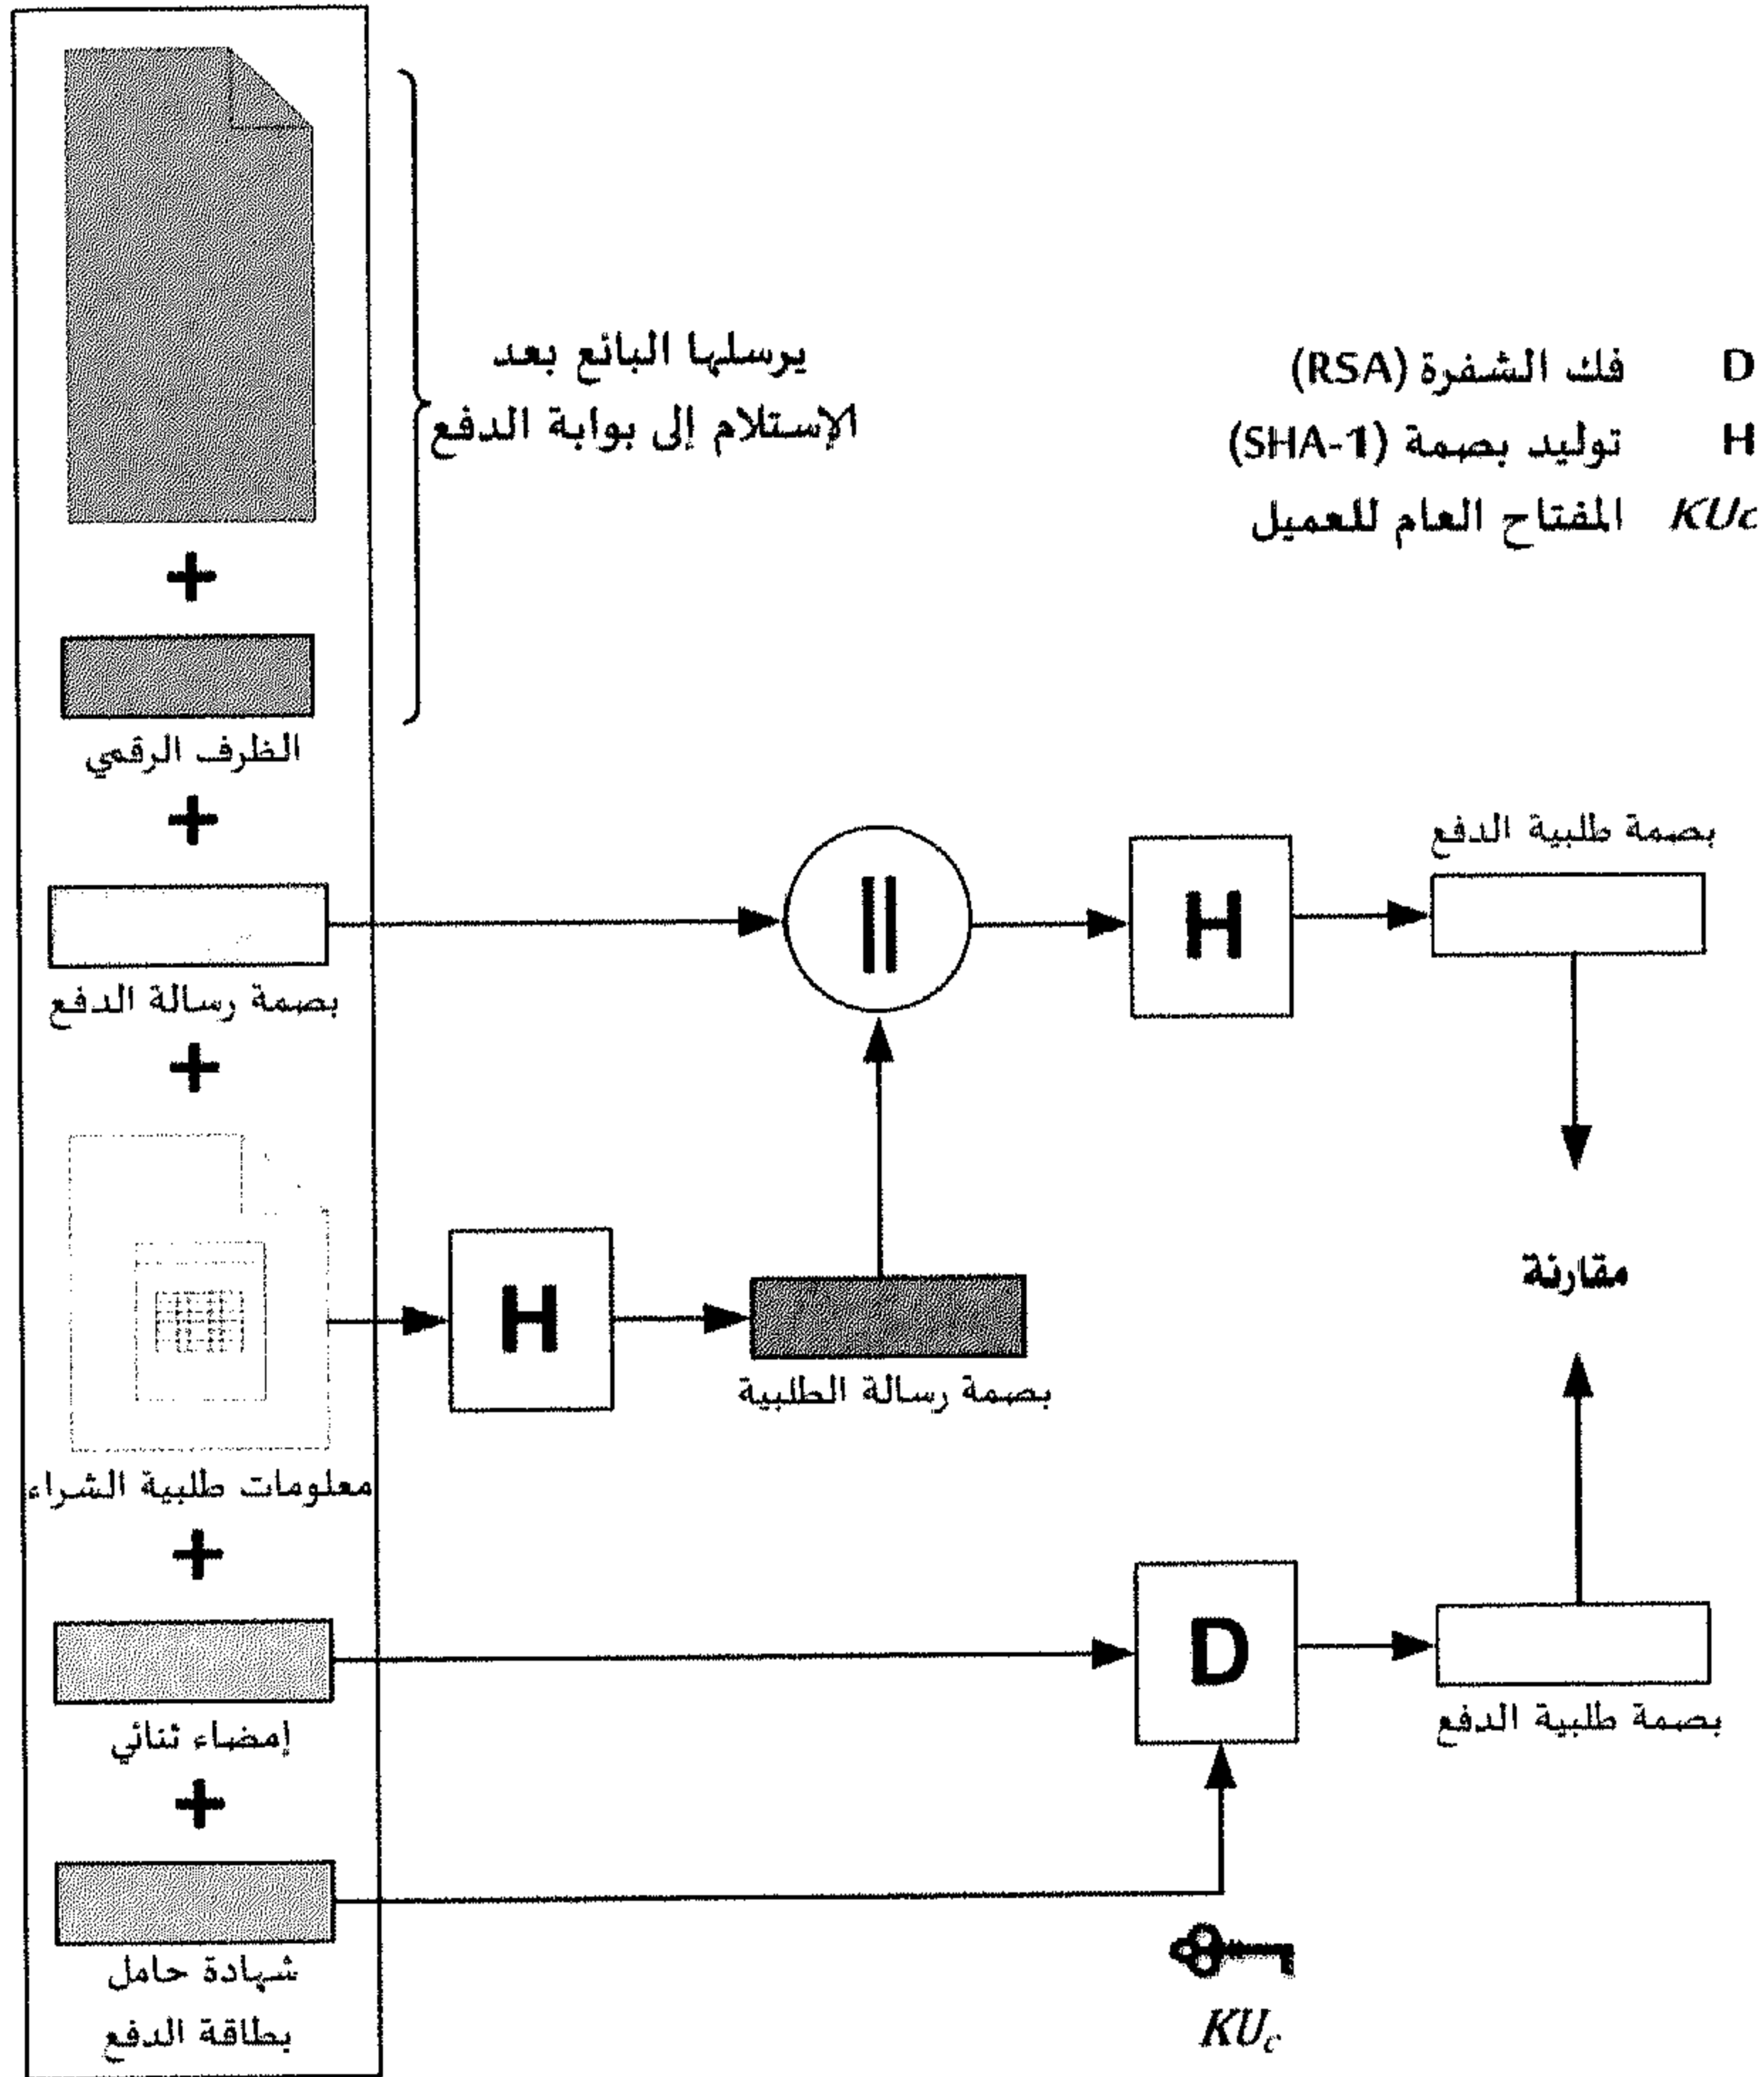 يرسلها البائع بعد
الإستلام إلى بوابة الدفع
D فك الشفرة (RSA)
H توليد بصمة (SHA-1)
KUc المفتاح العام للعميل
+
الظرف الرقمي
+
بصمة رسالة الدفع
||
H
بصمة طلبية الدفع
+
معلومات طلبية الشراء
H
بصمة رسالة الطلبية
مقارنة
+
إمضاء ثنائي
D
بصمة طلبية الدفع
+
شهادة حامل
بطاقة الدفع
KUc